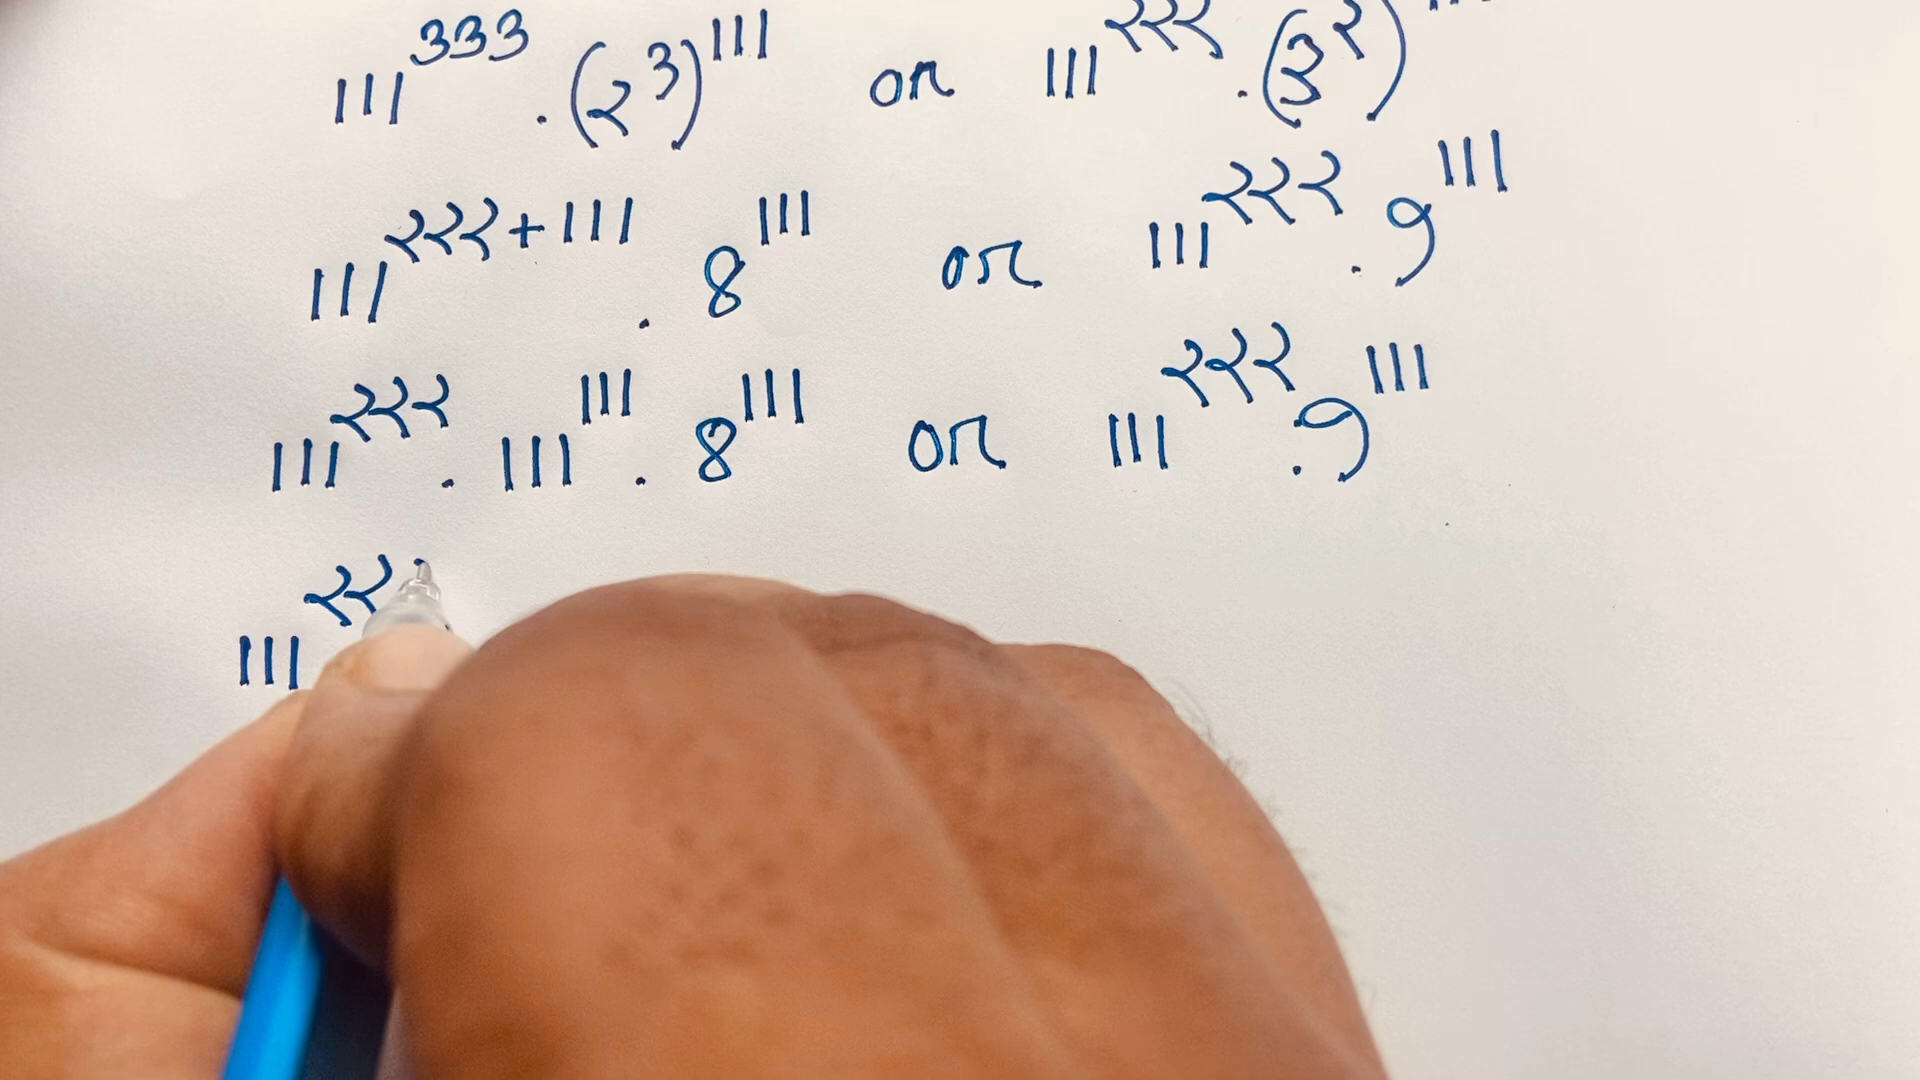 111^333 . (2^3)^111 or 111^222 . (3^2)
111^222+111 . 8^111 or 111^222 . 9^111
111^222 . 111^111 . 8^111 or 111^222 . 9^111
111^22